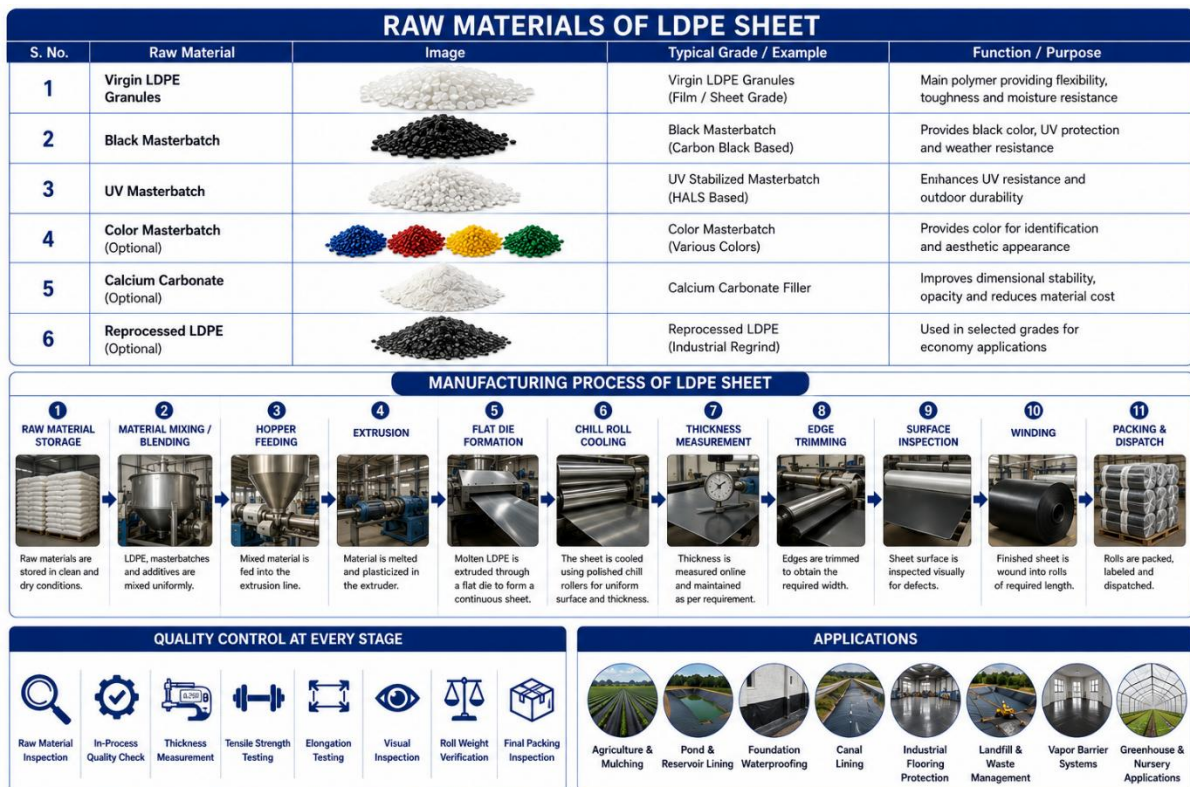 RAW MATERIALS OF LDPE SHEET
S. No.
Raw Material
Image
Typical Grade / Example
Function / Purpose
1
Virgin LDPE
Granules
Virgin LDPE Granules
(Film / Sheet Grade)
Main polymer providing flexibility,
toughness and moisture resistance
2
Black Masterbatch
Black Masterbatch
(Carbon Black Based)
Provides black color, UV protection
and weather resistance
3
UV Masterbatch
UV Stabilized Masterbatch
(HALS Based)
Enhances UV resistance and
outdoor durability
4
Color Masterbatch
(Optional)
Color Masterbatch
(Various Colors)
Provides color for identification
and aesthetic appearance
5
Calcium Carbonate
(Optional)
Calcium Carbonate Filler
Improves dimensional stability,
opacity and reduces material cost
6
Reprocessed LDPE
(Optional)
Reprocessed LDPE
(Industrial Regrind)
Used in selected grades for
economy applications
MANUFACTURING PROCESS OF LDPE SHEET
1
RAW MATERIAL
STORAGE
Raw materials are
stored in clean and
dry conditions.
2
MATERIAL MIXING /
BLENDING
LDPE, masterbatches
and additives are
mixed uniformly.
3
HOPPER
FEEDING
Mixed material is
fed into the
extrusion line.
4
EXTRUSION
Material is melted
and plasticized in
the extruder.
5
FLAT DIE
FORMATION
Molten LDPE is
extruded through
a flat die to form a
continuous sheet.
6
CHILL ROLL
COOLING
The sheet is cooled
using polished chill
rollers for uniform
surface and thickness.
7
THICKNESS
MEASUREMENT
Thickness is
measured online
and maintained
as per requirement.
8
EDGE
TRIMMING
Edges are trimmed
to obtain the
required width.
9
SURFACE
INSPECTION
Sheet surface is
inspected visually
for defects.
10
WINDING
Finished sheet is
wound into rolls
of required length.
11
PACKING &
DISPATCH
Rolls are packed,
labeled and
dispatched.
QUALITY CONTROL AT EVERY STAGE
Raw Material
Inspection
In-Process
Quality Check
Thickness
Measurement
Tensile Strength
Testing
Elongation
Testing
Visual
Inspection
Roll Weight
Verification
Final Packing
Inspection
APPLICATIONS
Agriculture &
Mulching
Pond &
Reservoir Lining
Foundation
Waterproofing
Canal
Lining
Industrial
Flooring
Protection
Landfill &
Waste
Management
Vapor Barrier
Systems
Greenhouse &
Nursery
Applications